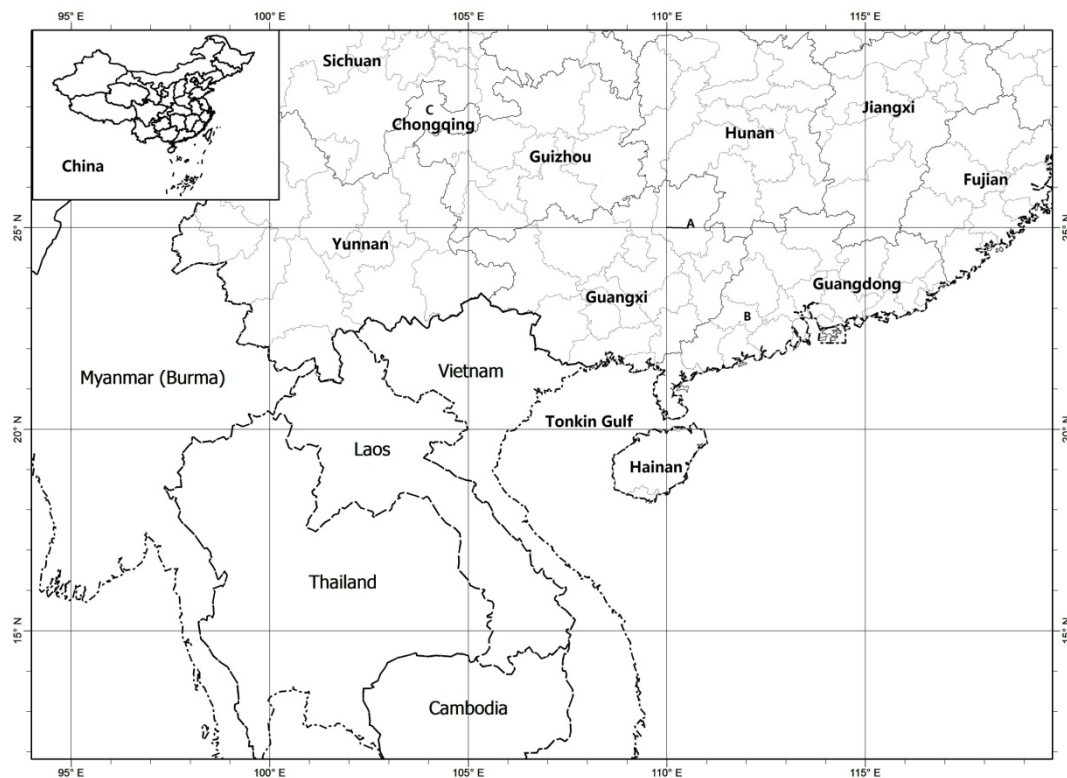 95° E 100° E 105° E 110° E 115° E
Sichuan
C
Chongqing
Jiangxi
Hunan
Guizhou
China
Fujian
25° N A 25° N
Yunnan
Guangdong
Guangxi
B
Vietnam
Myanmar (Burma)
Tonkin Gulf
20° N 20° N
Laos
Hainan
Thailand
15° N 15° N
Cambodia
95° E 100° E 105° E 110° E 115° E